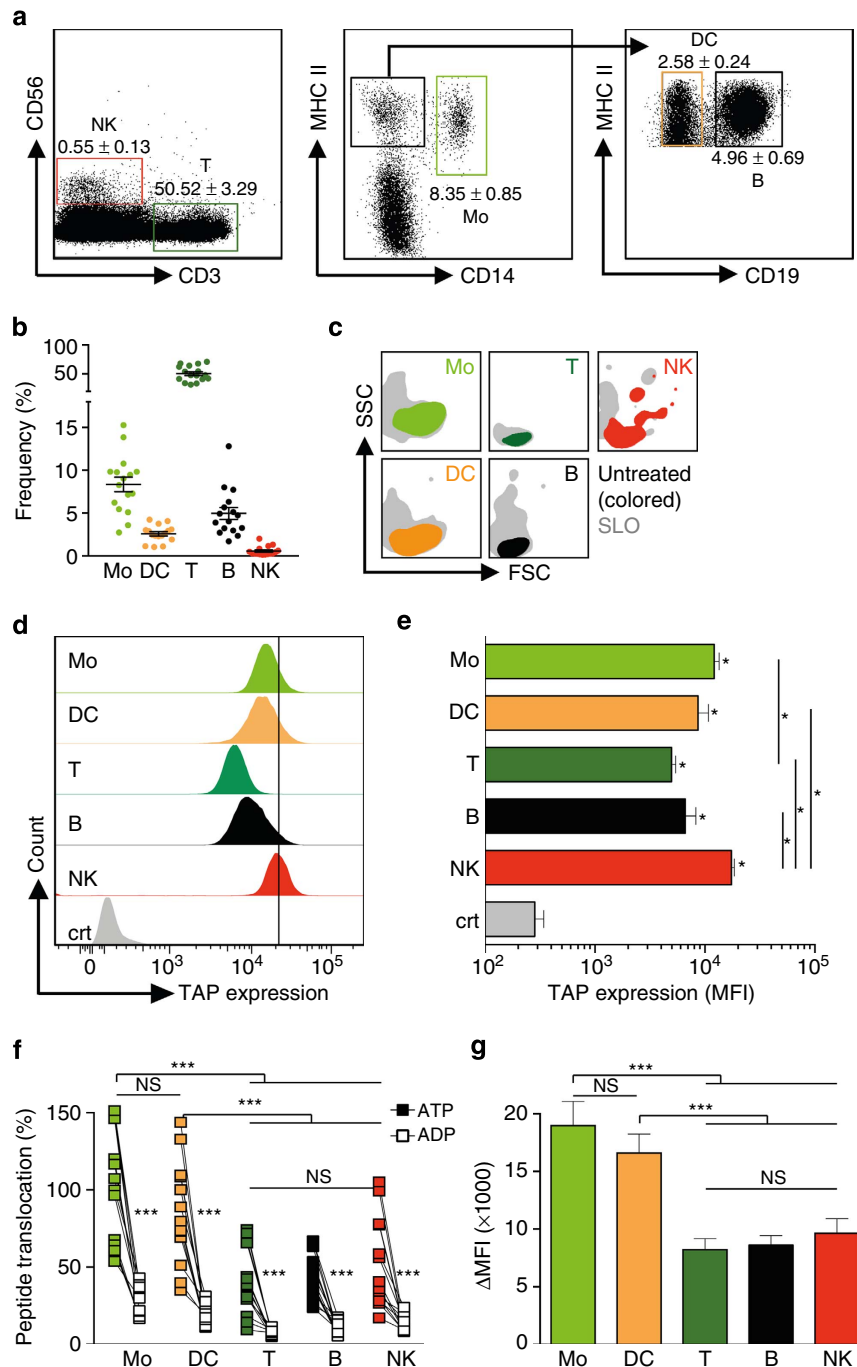 a
CD56
NK
0.55 ± 0.13
T
50.52 ± 3.29
CD3
MHC II
8.35 ± 0.85
Mo
CD14
MHC II
DC
2.58 ± 0.24
4.96 ± 0.69
B
CD19
b
Frequency (%)
100
50
15
10
5
0
Mo DC T B NK
c
SSC
Mo
T
NK
DC
B
Untreated
(colored)
SLO
FSC
d
Count
Mo
DC
T
B
NK
crt
0 10³ 10⁴ 10⁵
TAP expression
e
Mo *
DC *
T *
B *
NK *
crt
* * * *
10² 10³ 10⁴ 10⁵
TAP expression (MFI)
f
Peptide translocation (%)
150
100
50
0
***
NS
***
NS
ATP
ADP
*** *** *** *** ***
Mo DC T B NK
g
ΔMFI (×1000)
20
15
10
5
0
***
NS
***
NS
Mo DC T B NK